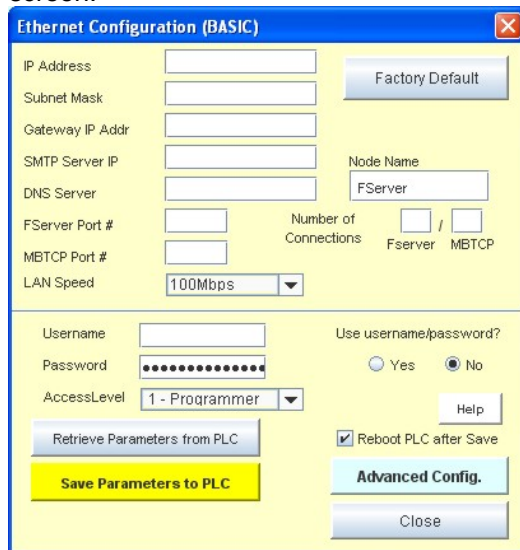 Ethernet Configuration (BASIC)
IP Address
Factory Default
Subnet Mask
Gateway IP Addr
SMTP Server IP
Node Name
DNS Server
FServer
FServer Port #
Number of
Connections
/
Fserver MBTCP
MBTCP Port #
LAN Speed
100Mbps
Username
Use username/password?
Password
●●●●●●●●●●●●●●
Yes
No
AccessLevel
1 - Programmer
Help
Retrieve Parameters from PLC
Reboot PLC after Save
Save Parameters to PLC
Advanced Config.
Close